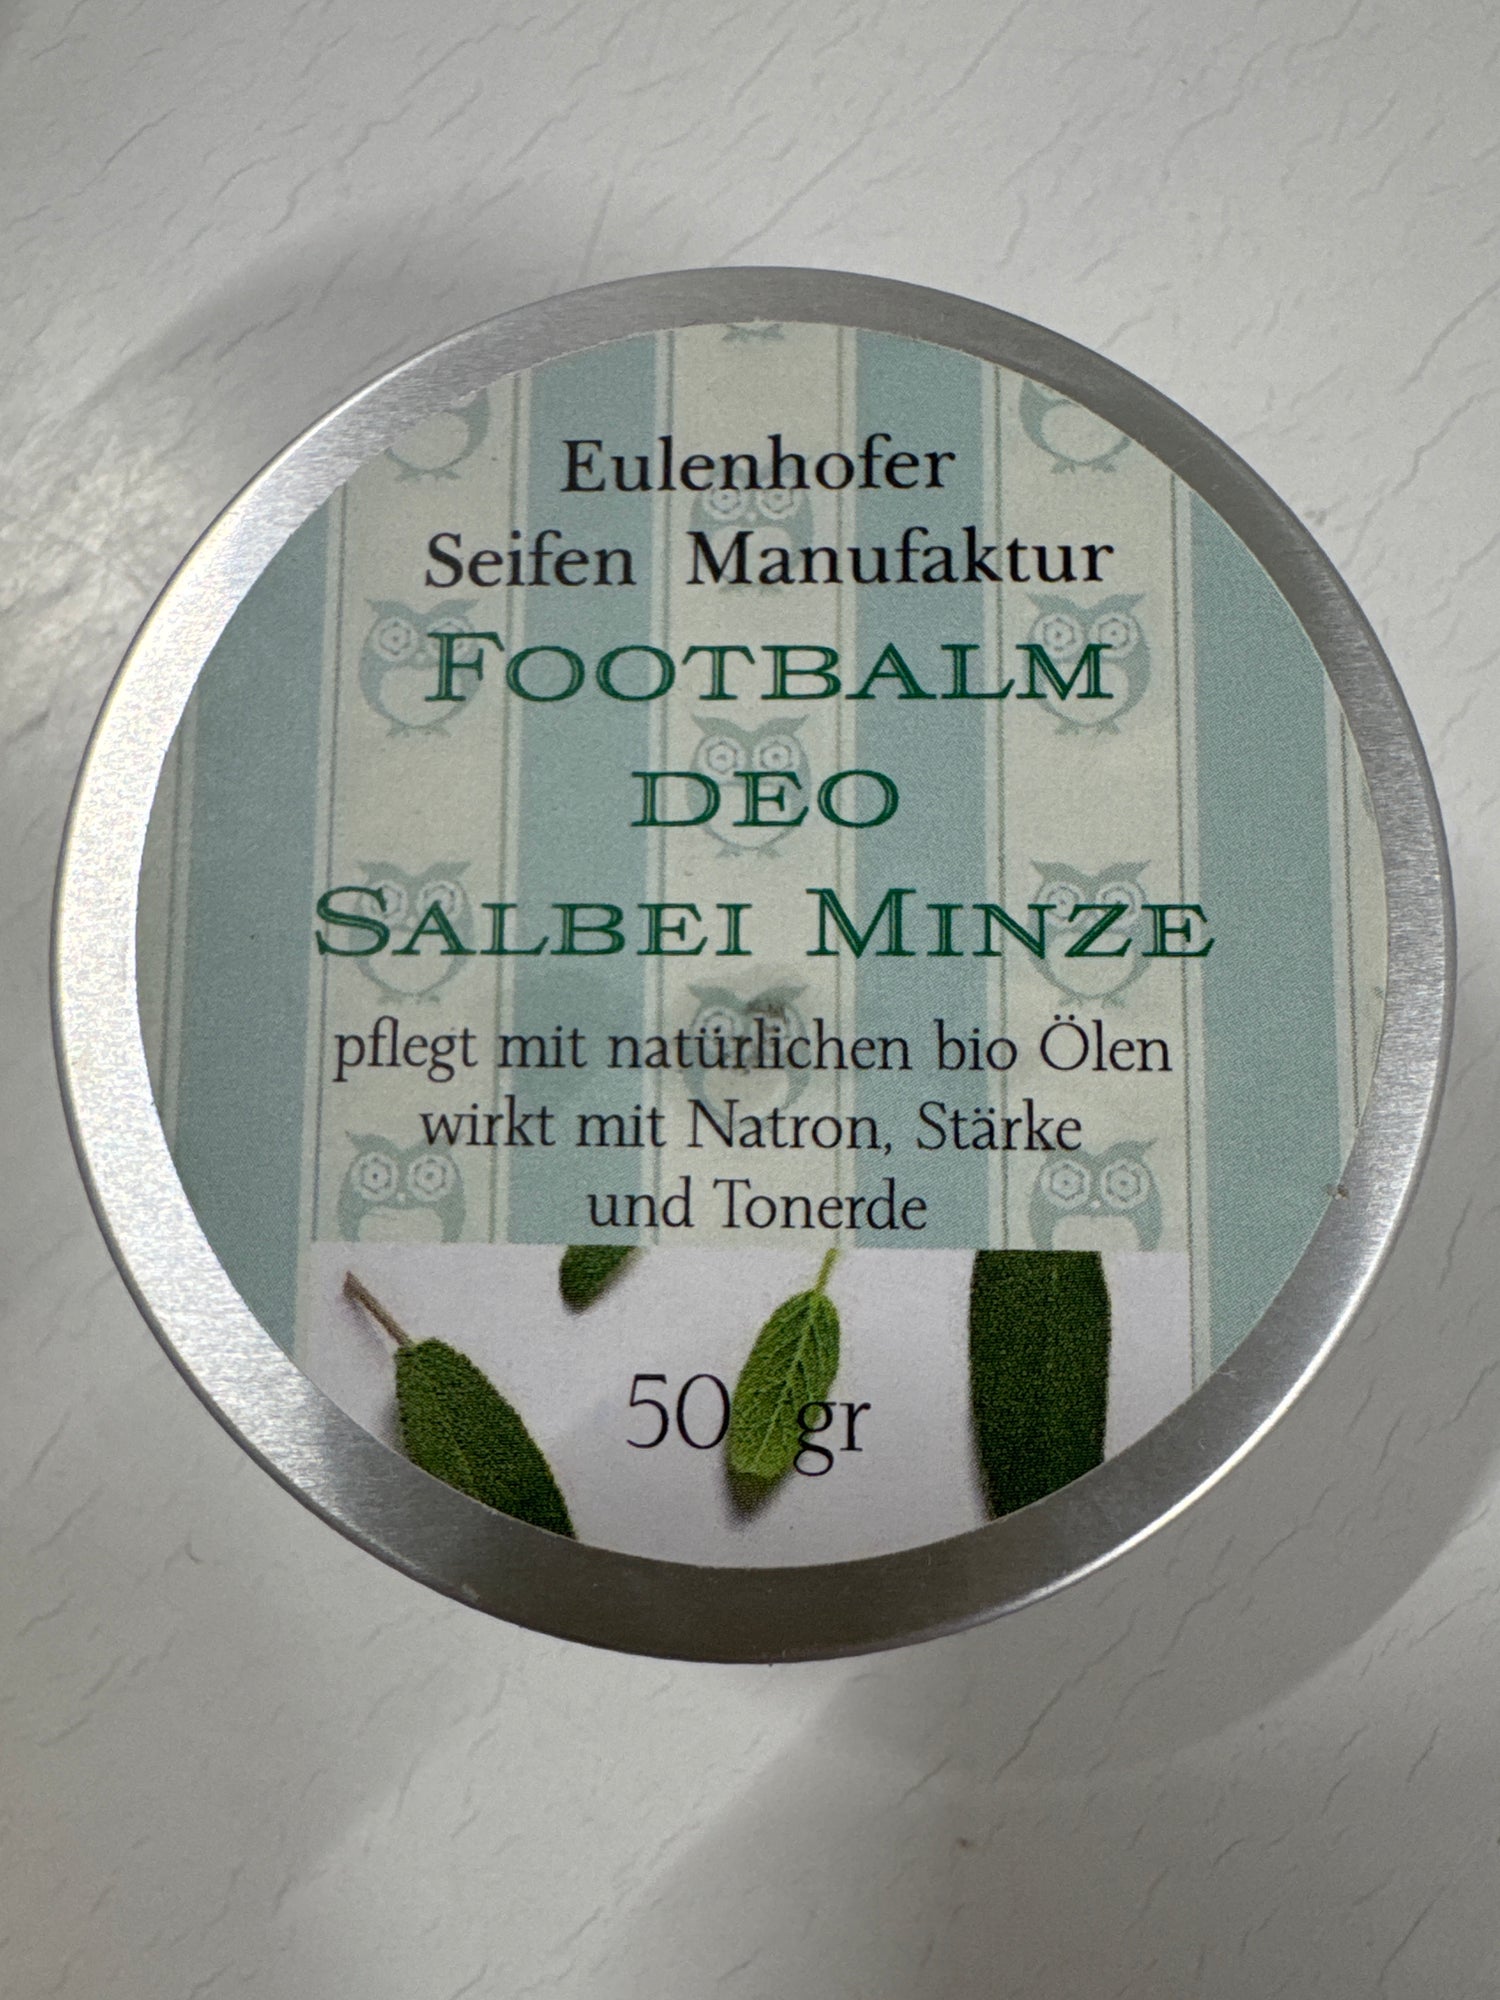 Eulenhofer
Seifen Manufaktur
FOOTBALM
DEO
SALBEI MINZE
pflegt mit natürlichen bio Ölen
wirkt mit Natron, Stärke
und Tonerde
50 gr